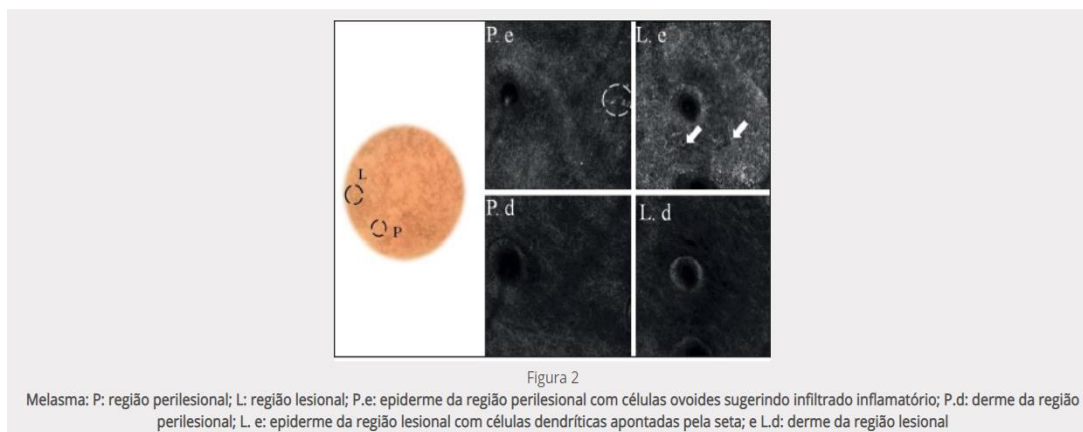 P. e
L. e
L
P
P. d
L. d
Figura 2
Melasma: P: região perilesional; L: região lesional; P.e: epiderme da região perilesional com células ovoides sugerindo infiltrado inflamatório; P.d: derme da região
perilesional; L. e: epiderme da região lesional com células dendríticas apontadas pela seta; e L.d: derme da região lesional